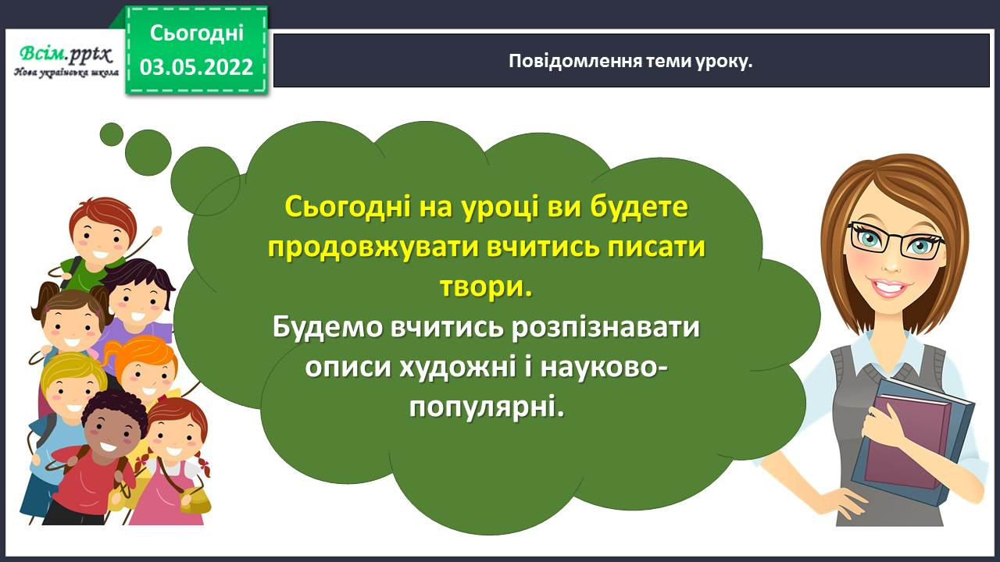 Всім.pptx
Нова українська школа
Сьогодні
03.05.2022
Повідомлення теми уроку.
Сьогодні на уроці ви будете
продовжувати вчитись писати
твори.
Будемо вчитись розпізнавати
описи художні і науково-
популярні.